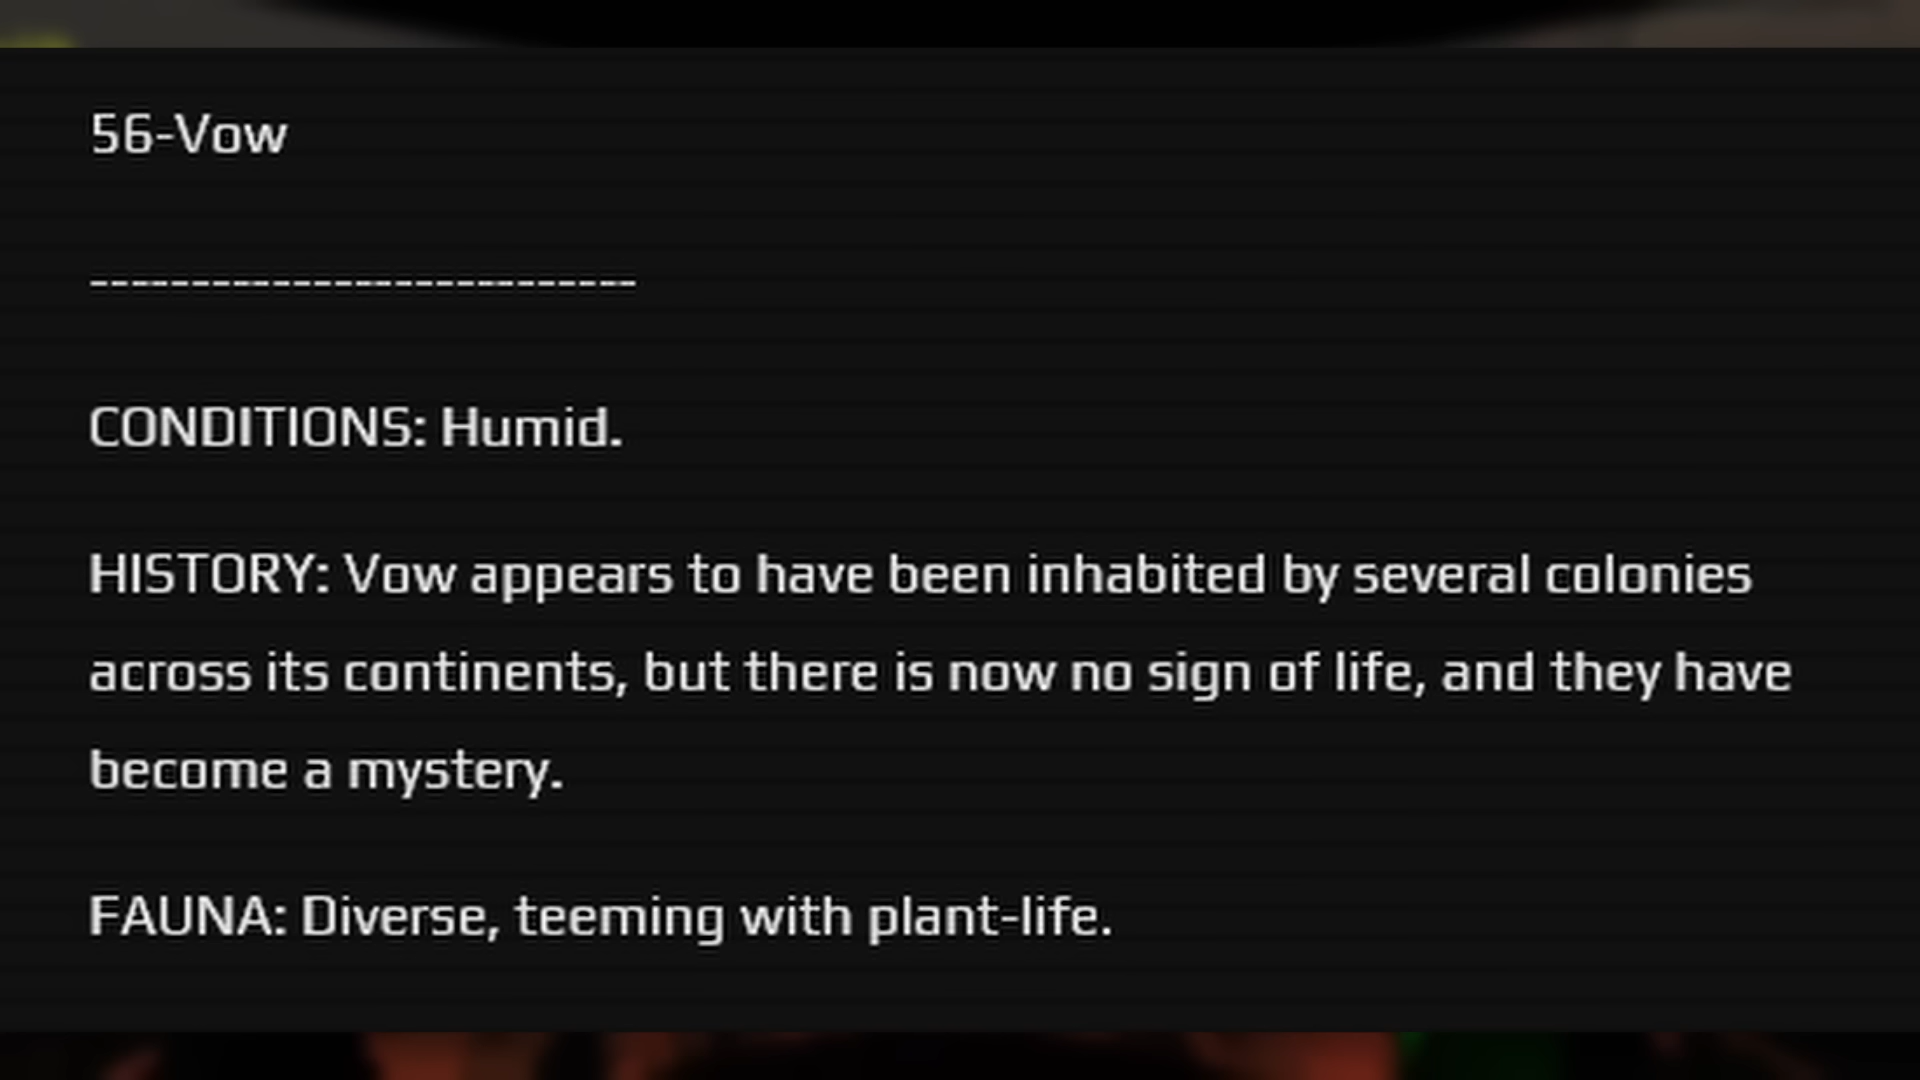 56-Vow
---------------------------
CONDITIONS: Humid.
HISTORY: Vow appears to have been inhabited by several colonies
across its continents, but there is now no sign of life, and they have
become a mystery.
FAUNA: Diverse, teeming with plant-life.